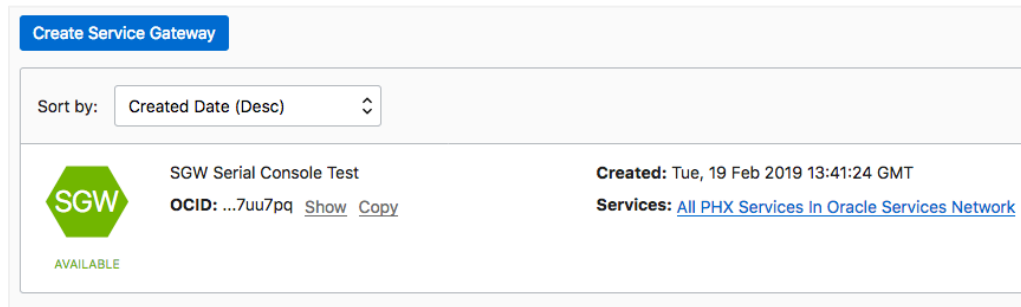 Create Service Gateway
Sort by: Created Date (Desc)
SGW Serial Console Test Created: Tue, 19 Feb 2019 13:41:24 GMT
SGW OCID: ...7uu7pq Show Copy Services: All PHX Services In Oracle Services Network
AVAILABLE